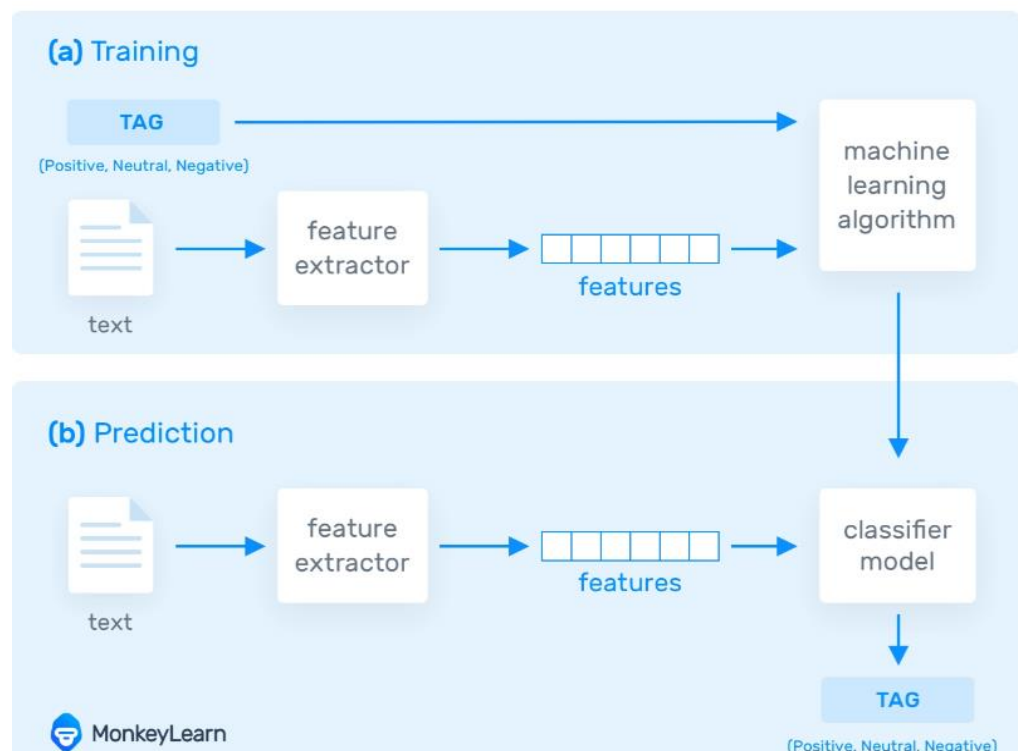 (a) Training
TAG
(Positive, Neutral, Negative)
text
feature
extractor
features
machine
learning
algorithm
(b) Prediction
text
feature
extractor
features
classifier
model
TAG
(Positive, Neutral, Negative)
MonkeyLearn